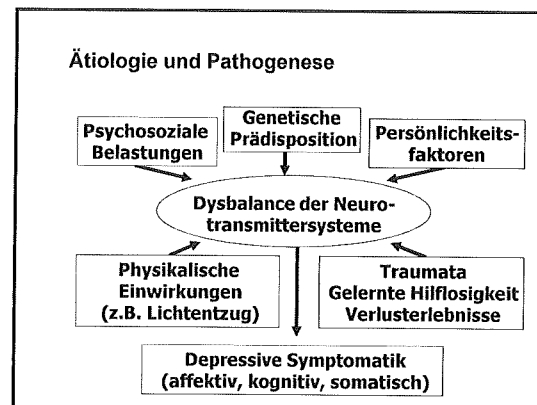 Ätiologie und Pathogenese
Psychosoziale
Belastungen
Genetische
Prädisposition
Persönlichkeits-
faktoren
Dysbalance der Neuro-
transmittersysteme
Physikalische
Einwirkungen
(z.B. Lichtentzug)
Traumata
Gelernte Hilflosigkeit
Verlusterlebnisse
Depressive Symptomatik
(affektiv, kognitiv, somatisch)